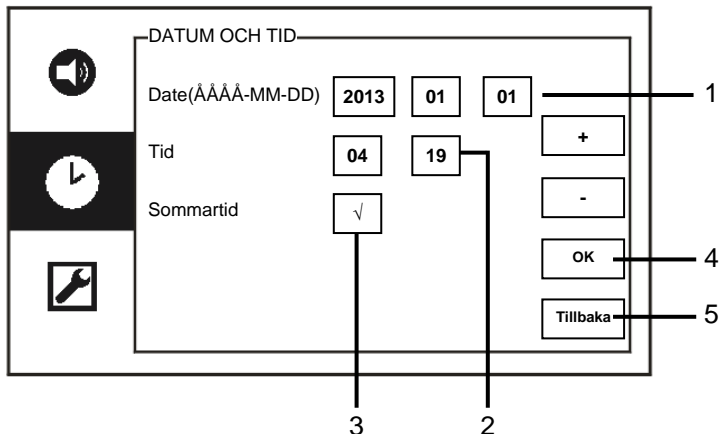 DATUM OCH TID
Date(ÅÅÅÅ-MM-DD) 2013 01 01 1
+
Tid 04 19
-
Sommartid √
OK 4
Tillbaka 5
3 2